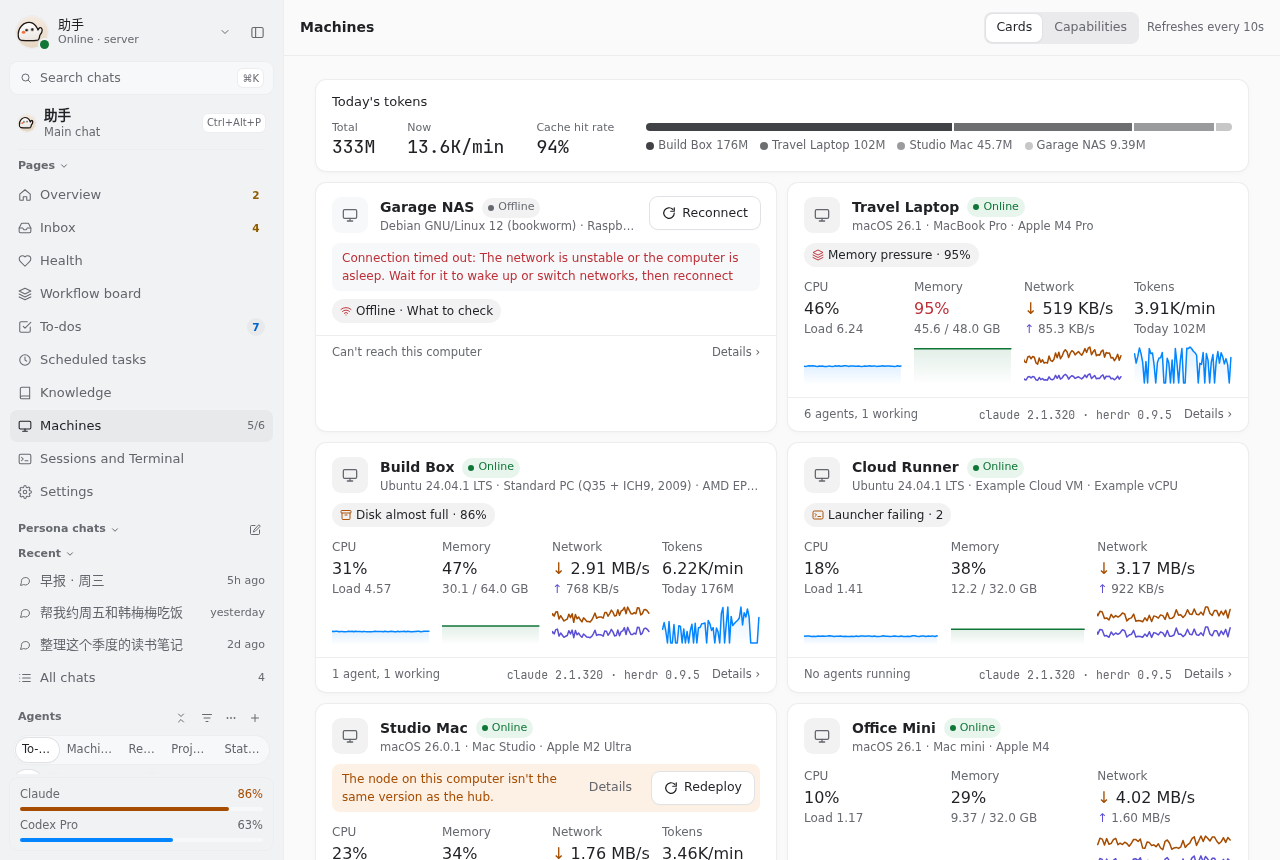 助手
Online · server
Search chats
⌘K
助手
Main chat
Ctrl+Alt+P
Pages
Overview 2
Inbox 4
Health
Workflow board
To-dos 7
Scheduled tasks
Knowledge
Machines 5/6
Sessions and Terminal
Settings
Persona chats
Recent
早报 · 周三 5h ago
帮我约周五和韩梅梅吃饭 yesterday
整理这个季度的读书笔记 2d ago
All chats 4
Agents
To-… Machi… Re… Proj… Stat…
Claude 86%
Codex Pro 63%
Machines
Cards Capabilities Refreshes every 10s
Today's tokens
Total Now Cache hit rate
333M 13.6K/min 94%
Build Box 176M Travel Laptop 102M Studio Mac 45.7M Garage NAS 9.39M
Garage NAS Offline
Debian GNU/Linux 12 (bookworm) · Raspb…
Reconnect
Connection timed out: The network is unstable or the computer is
asleep. Wait for it to wake up or switch networks, then reconnect
Offline · What to check
Can't reach this computer Details ›
Travel Laptop Online
macOS 26.1 · MacBook Pro · Apple M4 Pro
Memory pressure · 95%
CPU Memory Network Tokens
46% 95% ↓ 519 KB/s 3.91K/min
Load 6.24 45.6 / 48.0 GB ↑ 85.3 KB/s Today 102M
6 agents, 1 working claude 2.1.320 · herdr 0.9.5 Details ›
Build Box Online
Ubuntu 24.04.1 LTS · Standard PC (Q35 + ICH9, 2009) · AMD EP…
Disk almost full · 86%
CPU Memory Network Tokens
31% 47% ↓ 2.91 MB/s 6.22K/min
Load 4.57 30.1 / 64.0 GB ↑ 768 KB/s Today 176M
1 agent, 1 working claude 2.1.320 · herdr 0.9.5 Details ›
Cloud Runner Online
Ubuntu 24.04.1 LTS · Example Cloud VM · Example vCPU
Launcher failing · 2
CPU Memory Network
18% 38% ↓ 3.17 MB/s
Load 1.41 12.2 / 32.0 GB ↑ 922 KB/s
No agents running claude 2.1.320 · herdr 0.9.5 Details ›
Studio Mac Online
macOS 26.0.1 · Mac Studio · Apple M2 Ultra
The node on this computer isn't the
same version as the hub.
Details Redeploy
CPU Memory Network Tokens
23% 34% ↓ 1.76 MB/s 3.46K/min
Office Mini Online
macOS 26.1 · Mac mini · Apple M4
CPU Memory Network
10% 29% ↓ 4.02 MB/s
Load 1.17 9.37 / 32.0 GB ↑ 1.60 MB/s